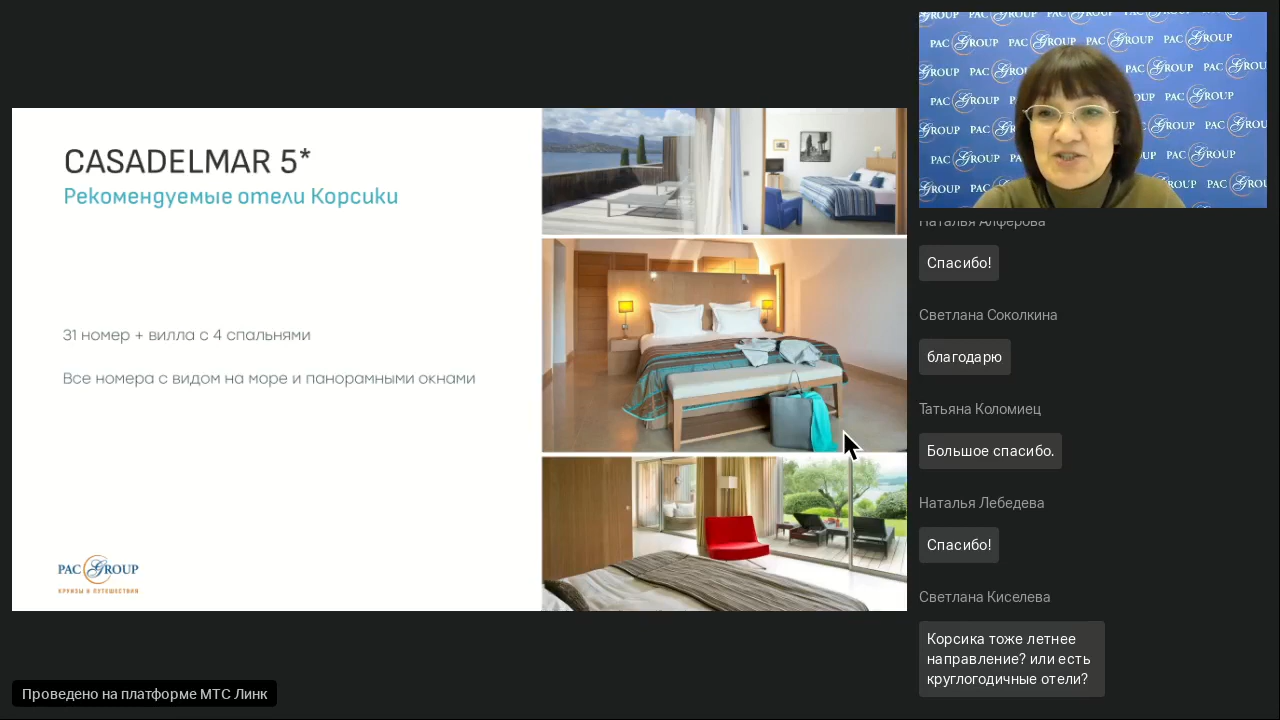 CASADELMAR 5*
Рекомендуемые отели Корсики
31 номер + вилла с 4 спальнями
Все номера с видом на море и панорамными окнами
PAC GROUP
КРУИЗЫ И ПУТЕШЕСТВИЯ
Проведено на платформе МТС Линк
PAC GROUP
Наталья Алферова
Спасибо!
Светлана Соколкина
благодарю
Татьяна Коломиец
Большое спасибо.
Наталья Лебедева
Спасибо!
Светлана Киселева
Корсика тоже летнее
направление? или есть
круглогодичные отели?